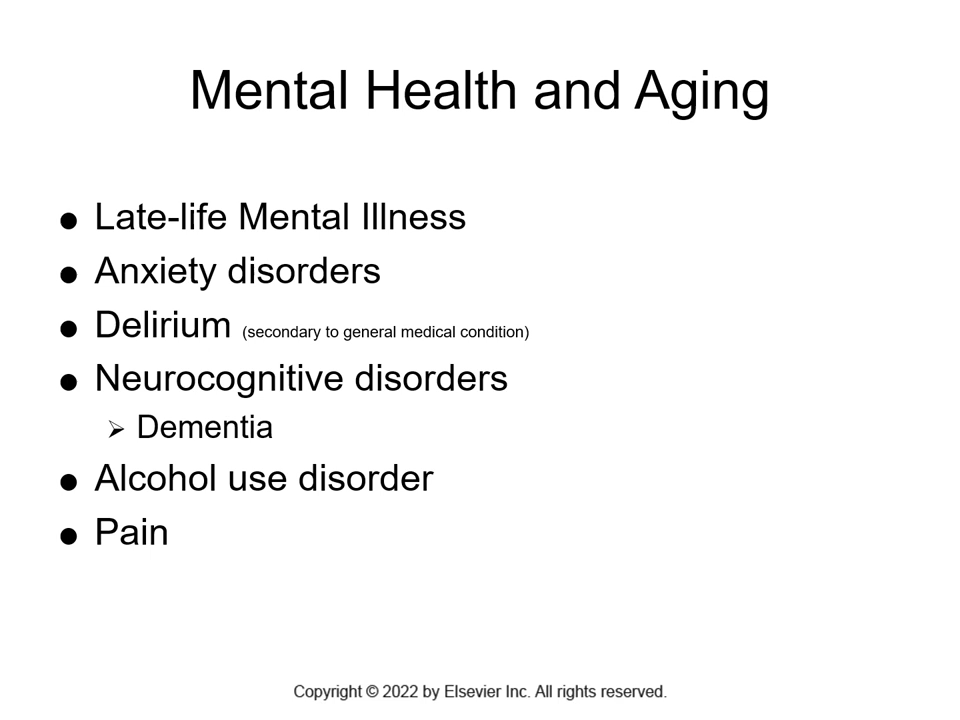 Mental Health and Aging
● Late-life Mental Illness
● Anxiety disorders
● Delirium (secondary to general medical condition)
● Neurocognitive disorders
➢ Dementia
● Alcohol use disorder
● Pain
Copyright © 2022 by Elsevier Inc. All rights reserved.